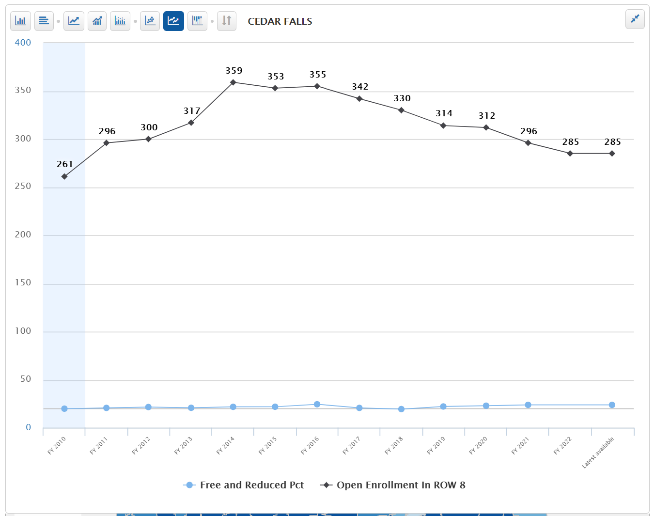 CEDAR FALLS
400
350
300
250
200
150
100
50
0
261
296
300
317
359
353
355
342
330
314
312
296
285
285
FY 2010
FY 2011
FY 2012
FY 2013
FY 2014
FY 2015
FY 2016
FY 2017
FY 2018
FY 2019
FY 2020
FY 2021
FY 2022
Latest available
Free and Reduced Pct
Open Enrollment In ROW 8